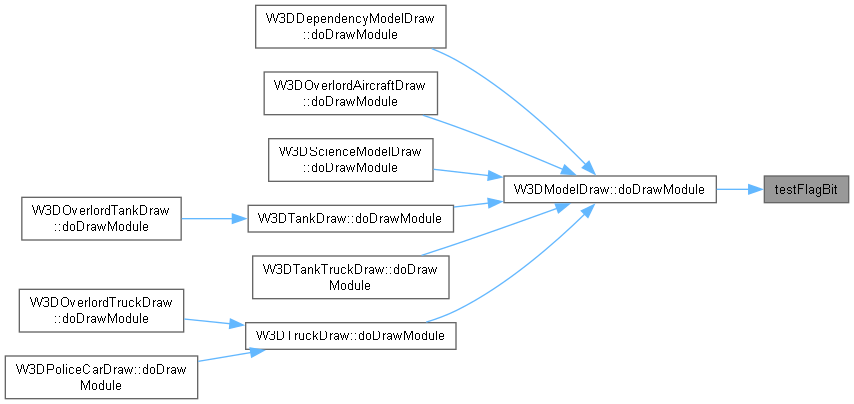 W3DDependencyModelDraw
::doDrawModule
W3DOverlordAircraftDraw
::doDrawModule
W3DScienceModelDraw
::doDrawModule
W3DModelDraw::doDrawModule
testFlagBit
W3DOverlordTankDraw
::doDrawModule
W3DTankDraw::doDrawModule
W3DTankTruckDraw::doDraw
Module
W3DOverlordTruckDraw
::doDrawModule
W3DTruckDraw::doDrawModule
W3DPoliceCarDraw::doDraw
Module